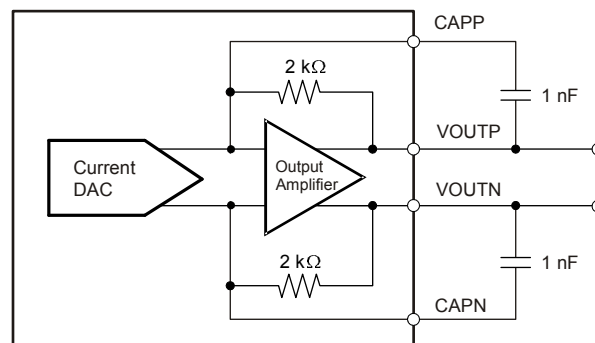 CAPP
2 kΩ
1 nF
VOUTP
Current
DAC
Output
Amplifier
VOUTN
2 kΩ
1 nF
CAPN